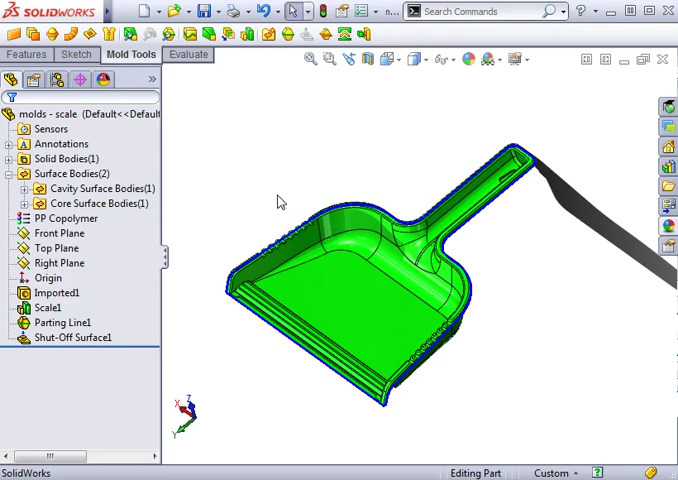 SOLIDWORKS
n...
Search Commands
Features
Sketch
Mold Tools
Evaluate
molds - scale (Default<<Default
Sensors
Annotations
Solid Bodies(1)
Surface Bodies(2)
Cavity Surface Bodies(1)
Core Surface Bodies(1)
PP Copolymer
Front Plane
Top Plane
Right Plane
Origin
Imported1
Scale1
Parting Line1
Shut-Off Surface1
Z
X
Y
SolidWorks
Editing Part
Custom